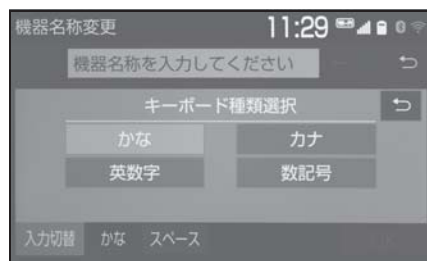 機器名称変更 11:29
機器名称を入力してください
キーボード種類選択
かな カナ
英数字 数記号
入力切替 かな スペース